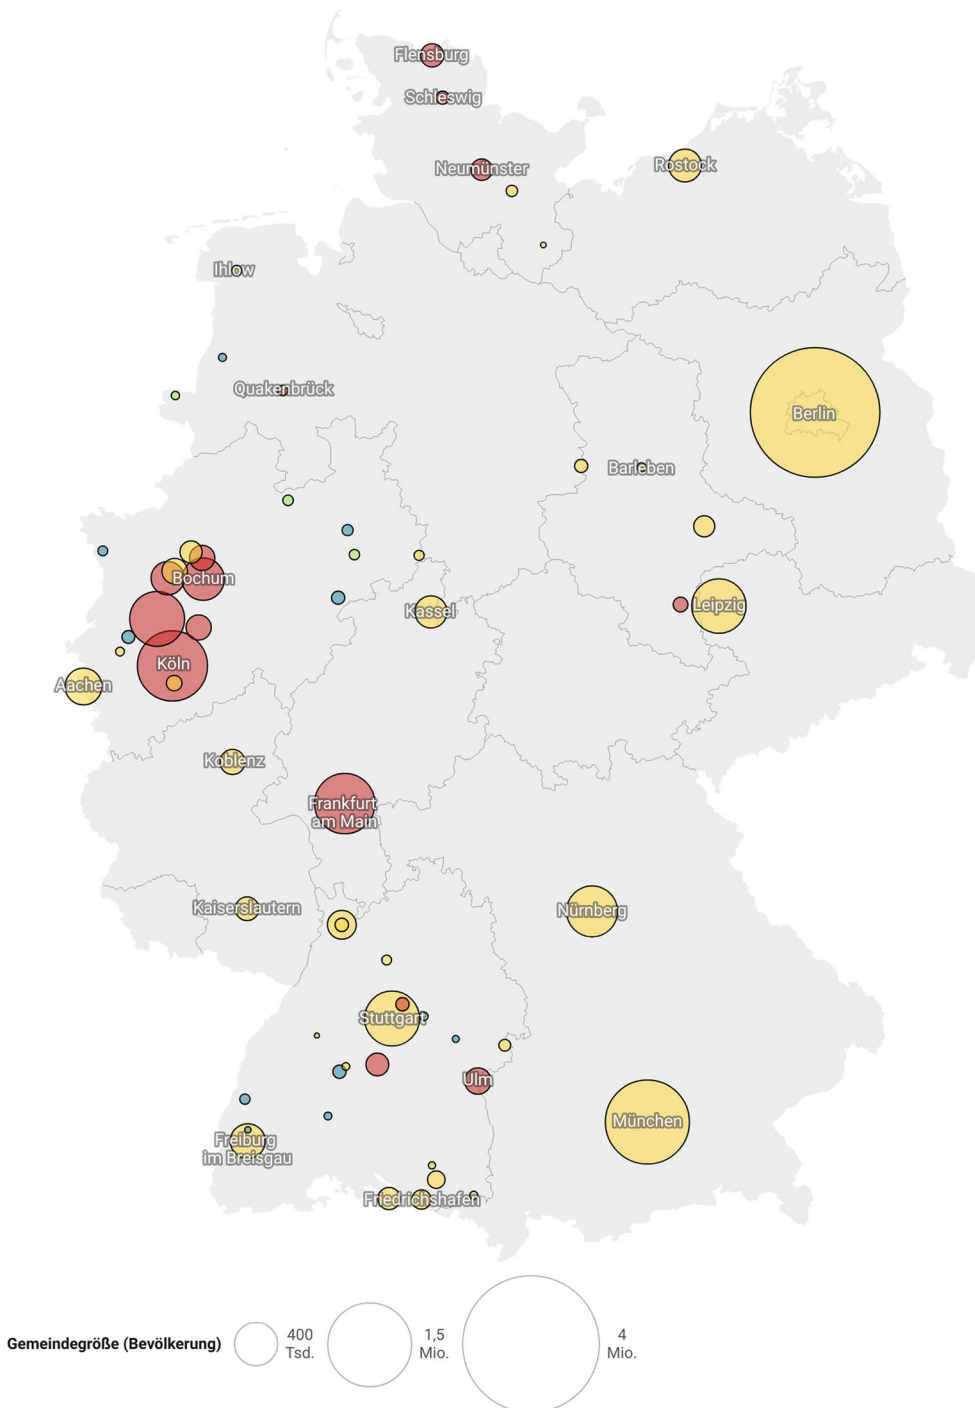 Flensburg
Schleswig
Neumünster
Rostock
Ihlow
Quakenbrück
Berlin
Barleben
Bochum
Leipzig
Kassel
Köln
Aachen
Koblenz
Frankfurt
am Main
Kaiserslautern
Nürnberg
Stuttgart
Ulm
München
Freiburg
im Breisgau
Friedrichshafen
Gemeindegröße (Bevölkerung)
400
Tsd.
1,5
Mio.
4
Mio.